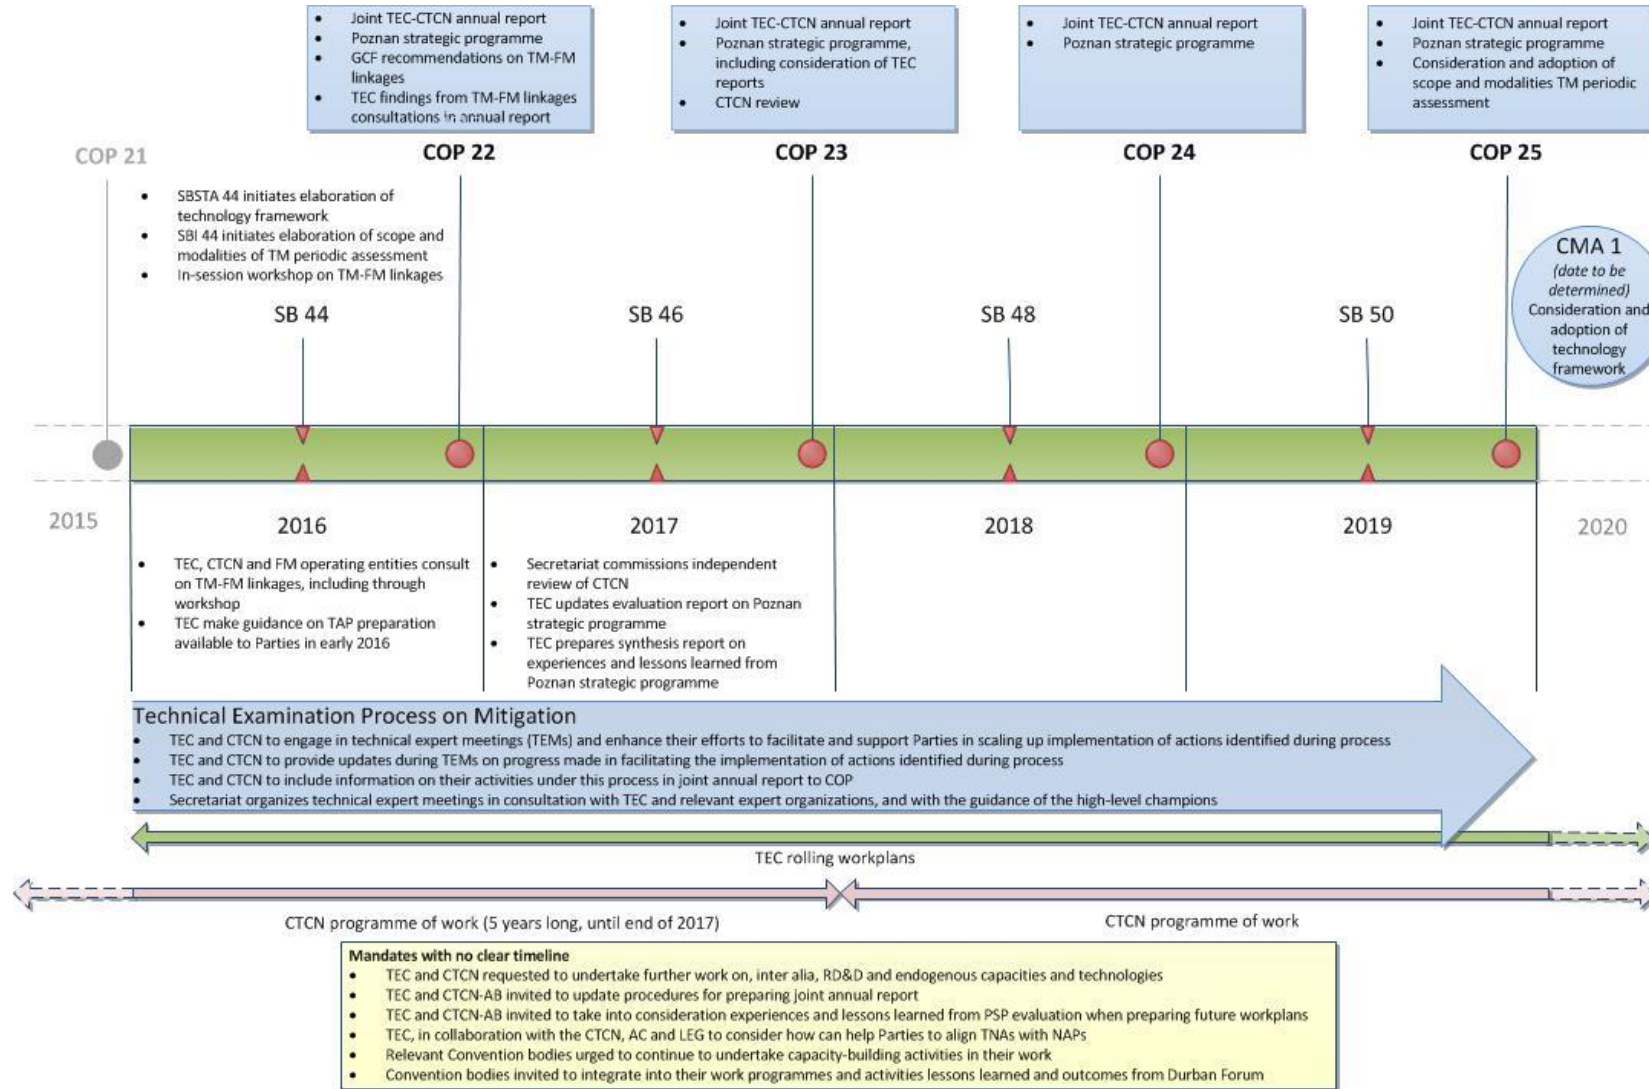 • Joint TEC-CTCN annual report
• Poznan strategic programme
• GCF recommendations on TM-FM
linkages
• TEC findings from TM-FM linkages
consultations in annual report
• Joint TEC-CTCN annual report
• Poznan strategic programme,
including consideration of TEC
reports
• CTCN review
• Joint TEC-CTCN annual report
• Poznan strategic programme
• Joint TEC-CTCN annual report
• Poznan strategic programme
• Consideration and adoption of
scope and modalities TM periodic
assessment
COP 21
COP 22
COP 23
COP 24
COP 25
• SBSTA 44 initiates elaboration of
technology framework
• SBI 44 initiates elaboration of scope and
modalities of TM periodic assessment
• In-session workshop on TM-FM linkages
CMA 1
(date to be
determined)
Consideration and
adoption of
technology
framework
SB 44
SB 46
SB 48
SB 50
2015
2016
2017
2018
2019
2020
• TEC, CTCN and FM operating entities consult
on TM-FM linkages, including through
workshop
• TEC make guidance on TAP preparation
available to Parties in early 2016
• Secretariat commissions independent
review of CTCN
• TEC updates evaluation report on Poznan
strategic programme
• TEC prepares synthesis report on
experiences and lessons learned from
Poznan strategic programme
Technical Examination Process on Mitigation
• TEC and CTCN to engage in technical expert meetings (TEMs) and enhance their efforts to facilitate and support Parties in scaling up implementation of actions identified during process
• TEC and CTCN to provide updates during TEMs on progress made in facilitating the implementation of actions identified during process
• TEC and CTCN to include information on their activities under this process in joint annual report to COP
• Secretariat organizes technical expert meetings in consultation with TEC and relevant expert organizations, and with the guidance of the high-level champions
TEC rolling workplans
CTCN programme of work (5 years long, until end of 2017)
CTCN programme of work
Mandates with no clear timeline
• TEC and CTCN requested to undertake further work on, inter alia, RD&D and endogenous capacities and technologies
• TEC and CTCN-AB invited to update procedures for preparing joint annual report
• TEC and CTCN-AB invited to take into consideration experiences and lessons learned from PSP evaluation when preparing future workplans
• TEC, in collaboration with the CTCN, AC and LEG to consider how can help Parties to align TNAs with NAPs
• Relevant Convention bodies urged to continue to undertake capacity-building activities in their work
• Convention bodies invited to integrate into their work programmes and activities lessons learned and outcomes from Durban Forum